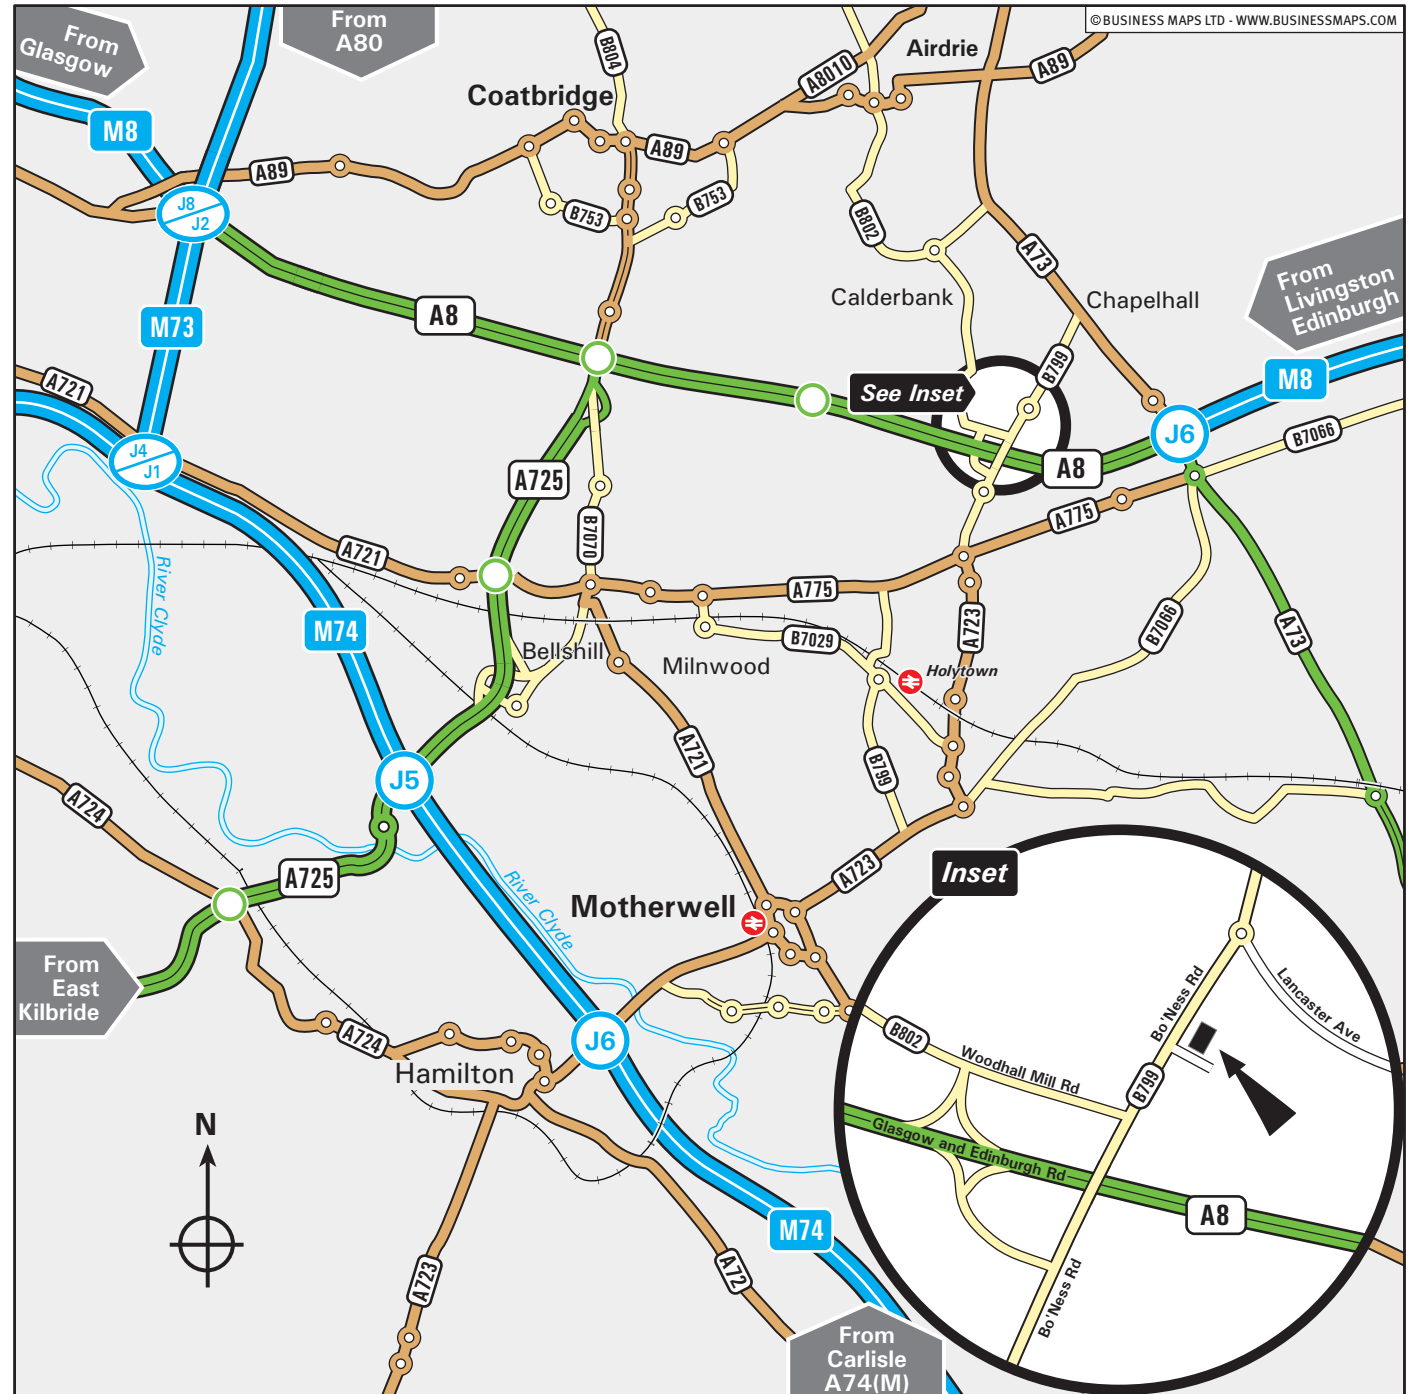 ©BUSINESS MAPS LTD - WWW.BUSINESSMAPS.COM
From
Glasgow
From
A80
B804
A8010
Airdrie
A89
Coatbridge
M8
A89
A89
J8
J2
B753
B753
B802
A73
From
Livingston
Edinburgh
Calderbank
Chapelhall
A8
M73
A721
See Inset
B799
M8
J6
B7066
A8
J4
J1
A725
A775
B7070
A721
River Clyde
A775
M74
Bellshill
Milnwood
B7029
Holytown
A723
B7066
A73
A721
B799
J5
A724
A725
A723
River Clyde
Motherwell
From
East
Kilbride
A724
Hamilton
J6
N
A723
A72
M74
From
Carlisle
A74(M)
Inset
Bo'Ness Rd
Lancaster Ave
B802
Woodhall Mill Rd
B799
Glasgow and Edinburgh Rd
A8
Bo'Ness Rd